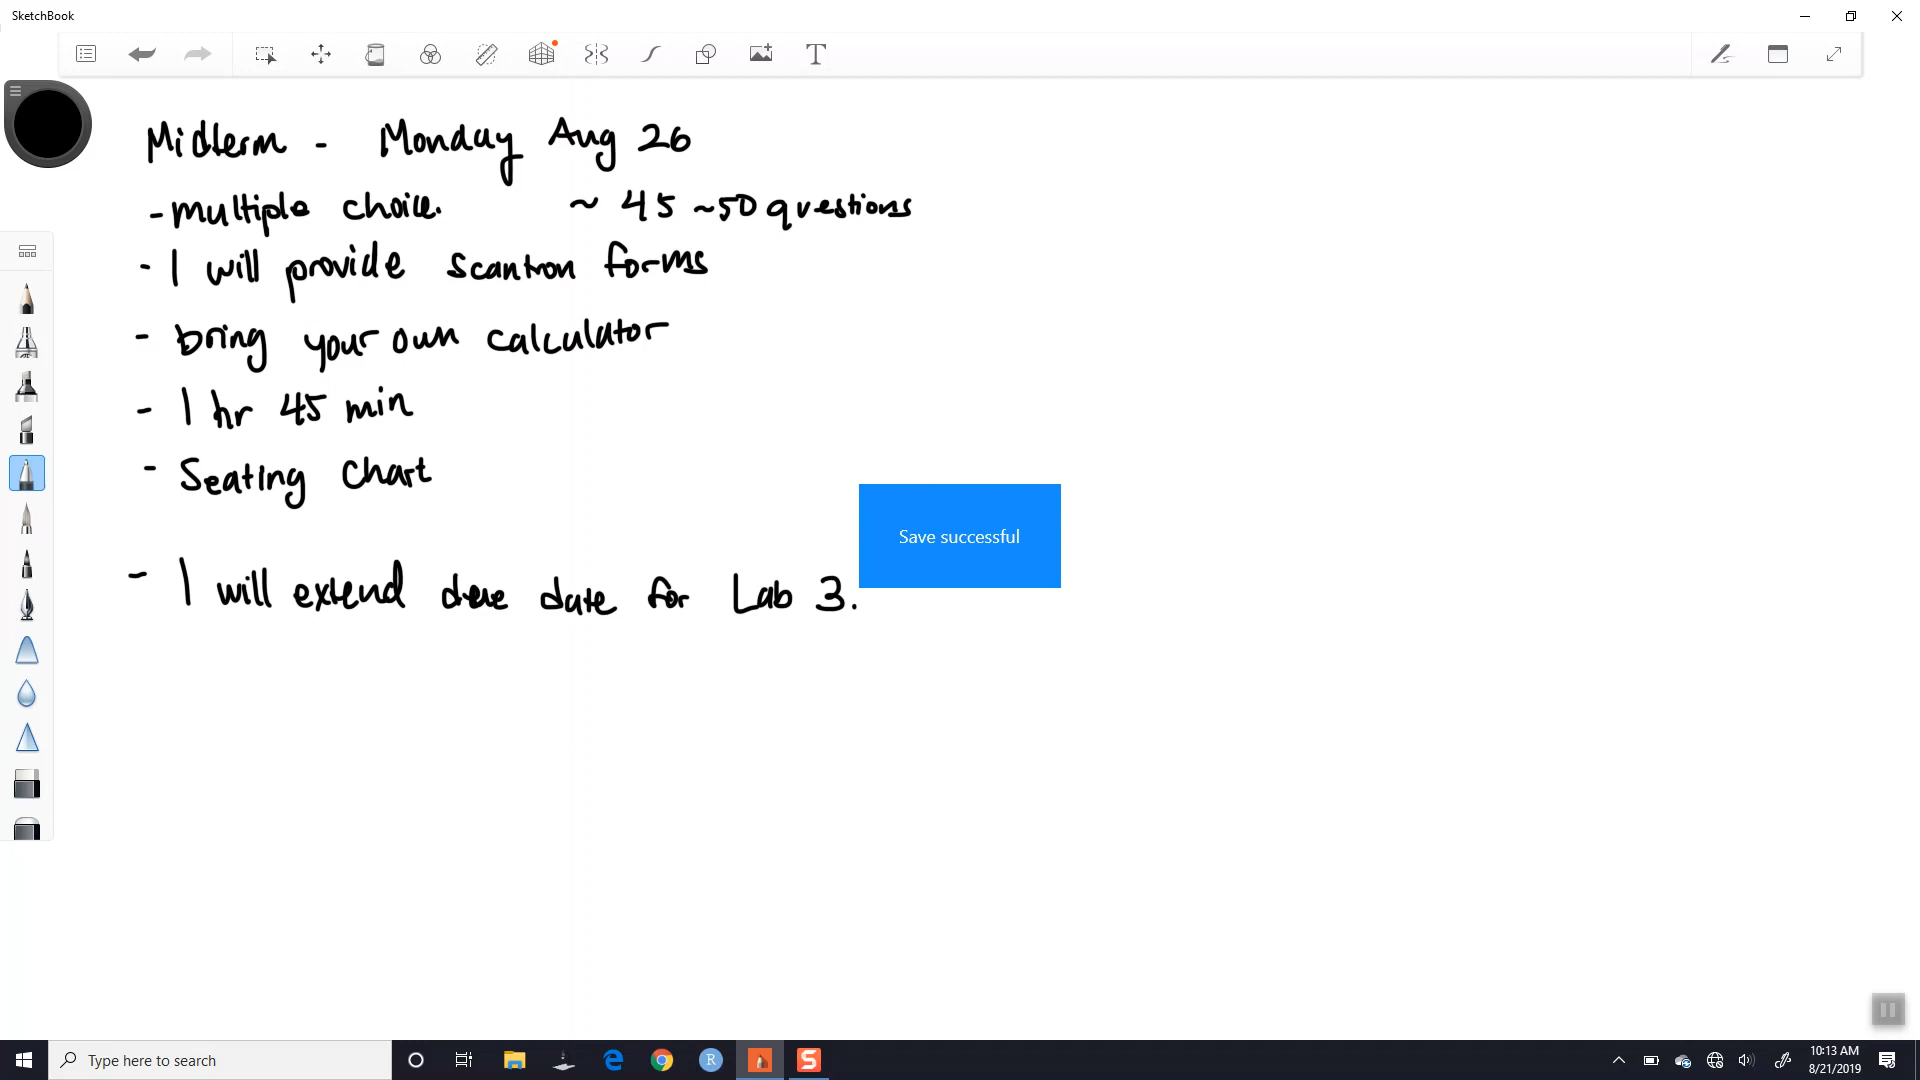 SketchBook
Midterm - Monday Aug 26
- multiple choice. ~ 45 ~50 questions
- I will provide scantron forms
- bring your own calculator
- 1 hr 45 min
- Seating Chart
Save successful
- I will extend due date for Lab 3.
Type here to search
10:13 AM
8/21/2019